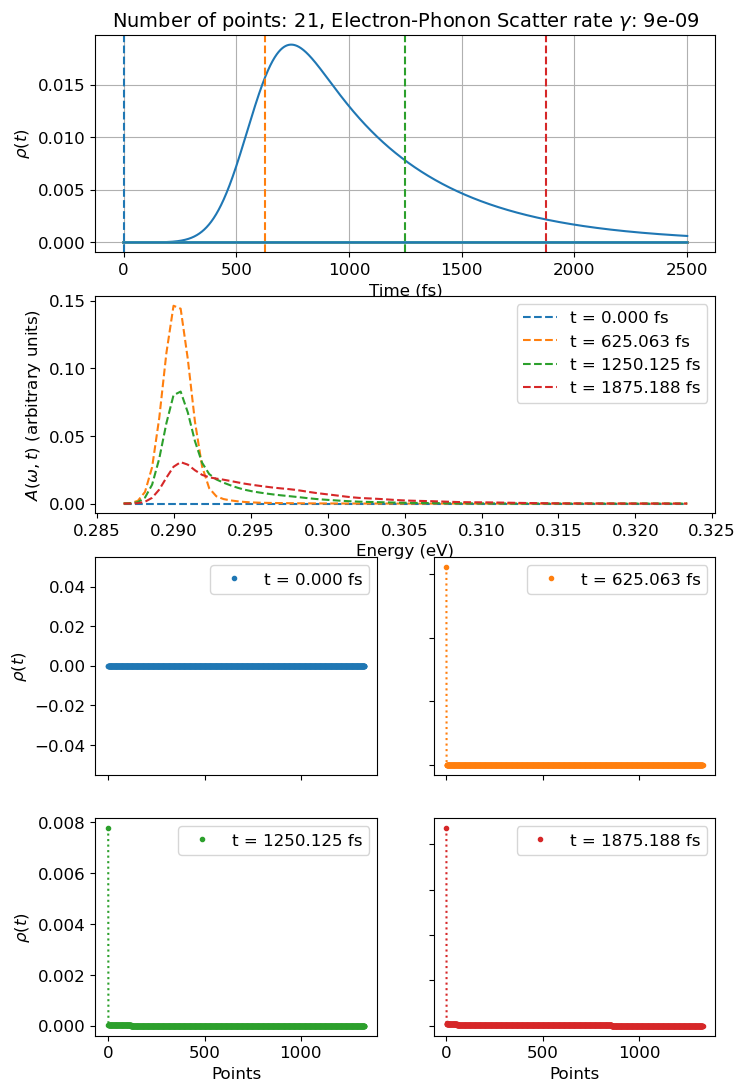 Number of points: 21, Electron-Phonon Scatter rate γ: 9e-09
ρ(t)
0.015
0.010
0.005
0.000
0 500 1000 1500 2000 2500
Time (fs)
A(ω, t) (arbitrary units)
0.15
0.10
0.05
0.00
t = 0.000 fs
t = 625.063 fs
t = 1250.125 fs
t = 1875.188 fs
0.285 0.290 0.295 0.300 0.305 0.310 0.315 0.320 0.325
Energy (eV)
ρ(t)
0.04
0.02
0.00
−0.02
−0.04
t = 0.000 fs
t = 625.063 fs
ρ(t)
0.008
0.006
0.004
0.002
0.000
t = 1250.125 fs
0 500 1000
Points
t = 1875.188 fs
0 500 1000
Points